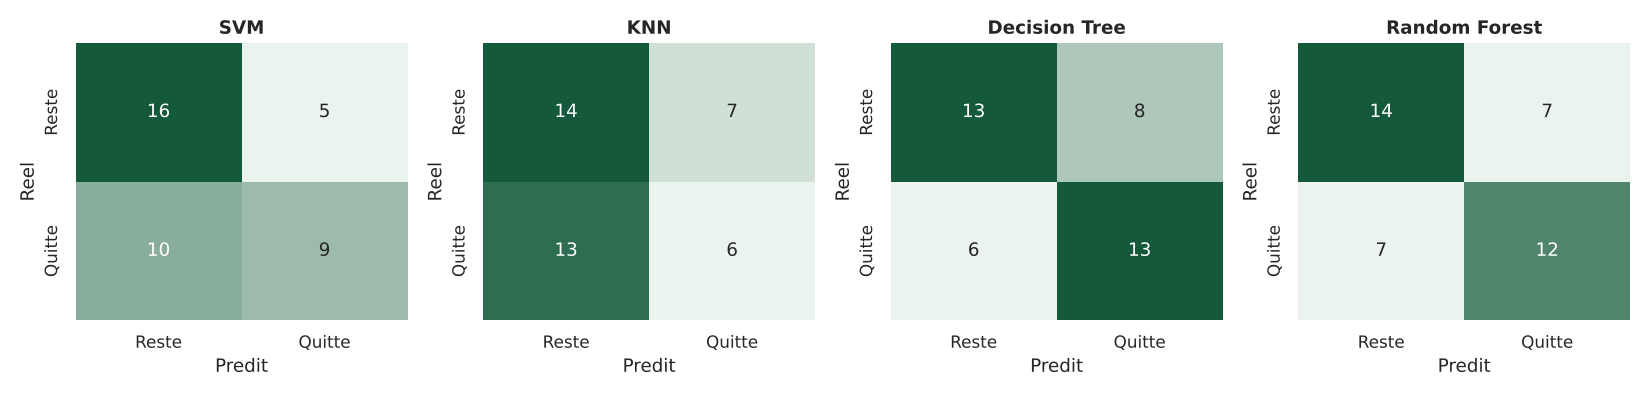 SVM
Reste
Quitte
Reel
16 5
10 9
Reste Quitte
Predit
KNN
Reste
Quitte
Reel
14 7
13 6
Reste Quitte
Predit
Decision Tree
Reste
Quitte
Reel
13 8
6 13
Reste Quitte
Predit
Random Forest
Reste
Quitte
Reel
14 7
7 12
Reste Quitte
Predit